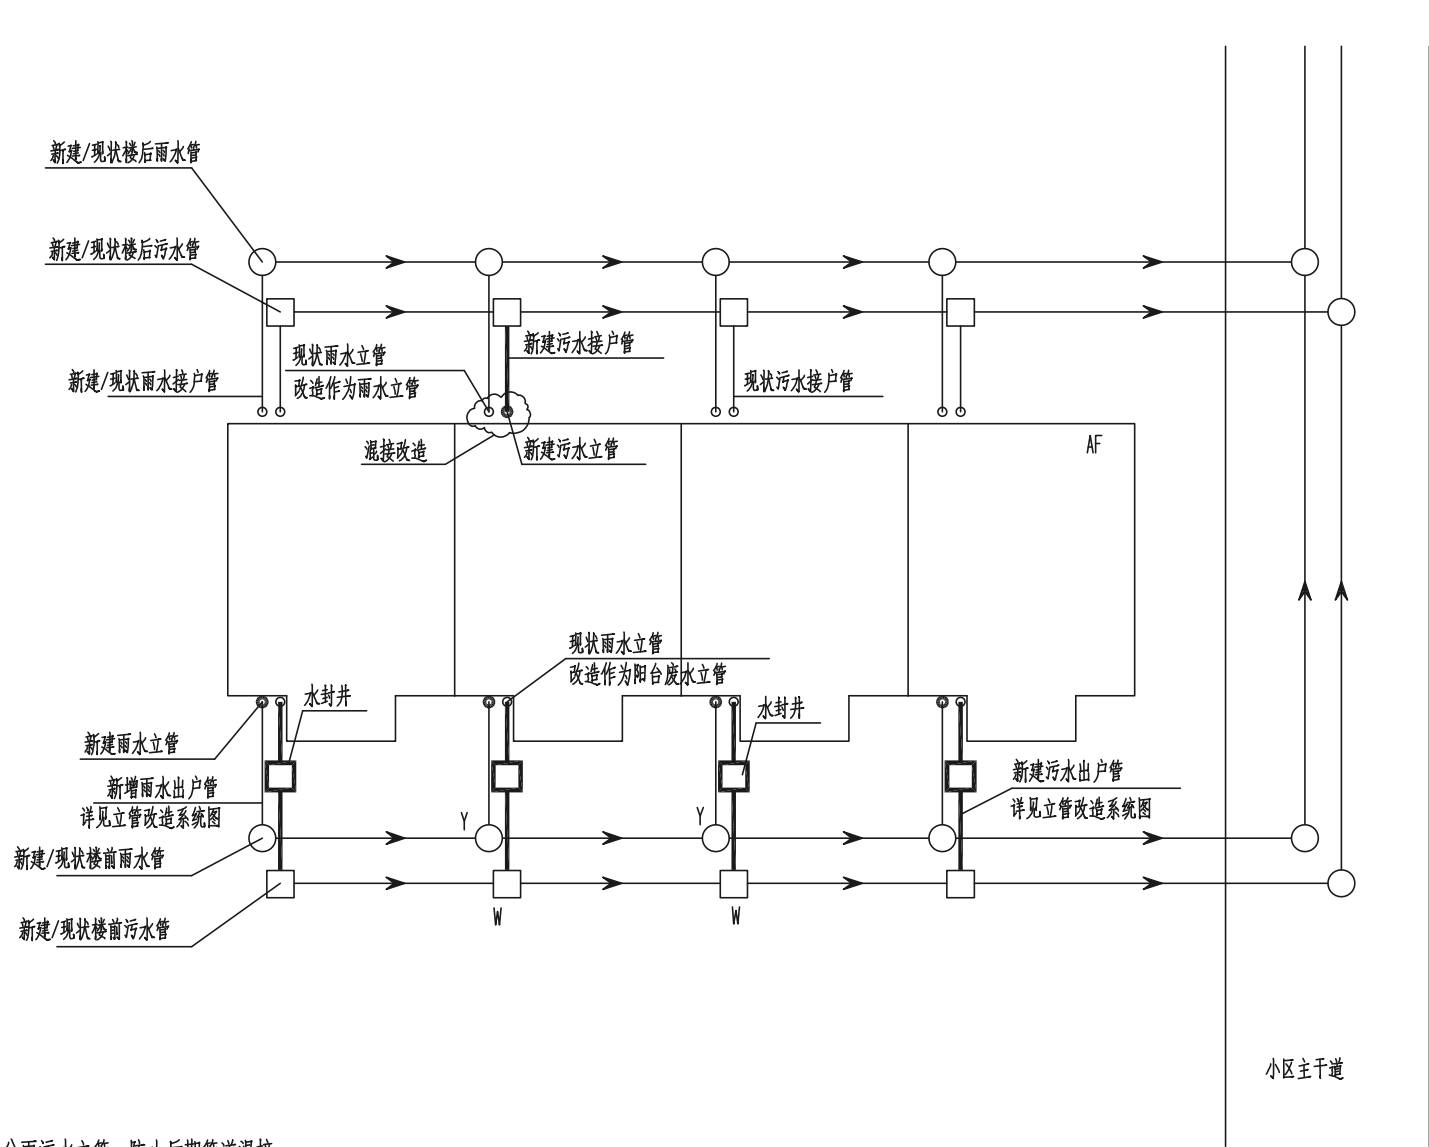 新建/现状楼后雨水管
新建/现状楼后污水管
现状雨水立管
改造作为雨水立管
新建污水接户管
新建/现状雨水接户管
现状污水接户管
混接改造
新建污水立管
AF
现状雨水立管
改造作为阳台废水立管
水封井
水封井
新建雨水立管
新增雨水出户管
详见立管改造系统图
新建污水出户管
详见立管改造系统图
Y
Y
新建/现状楼前雨水管
新建/现状楼前污水管
W
W
小区主干道